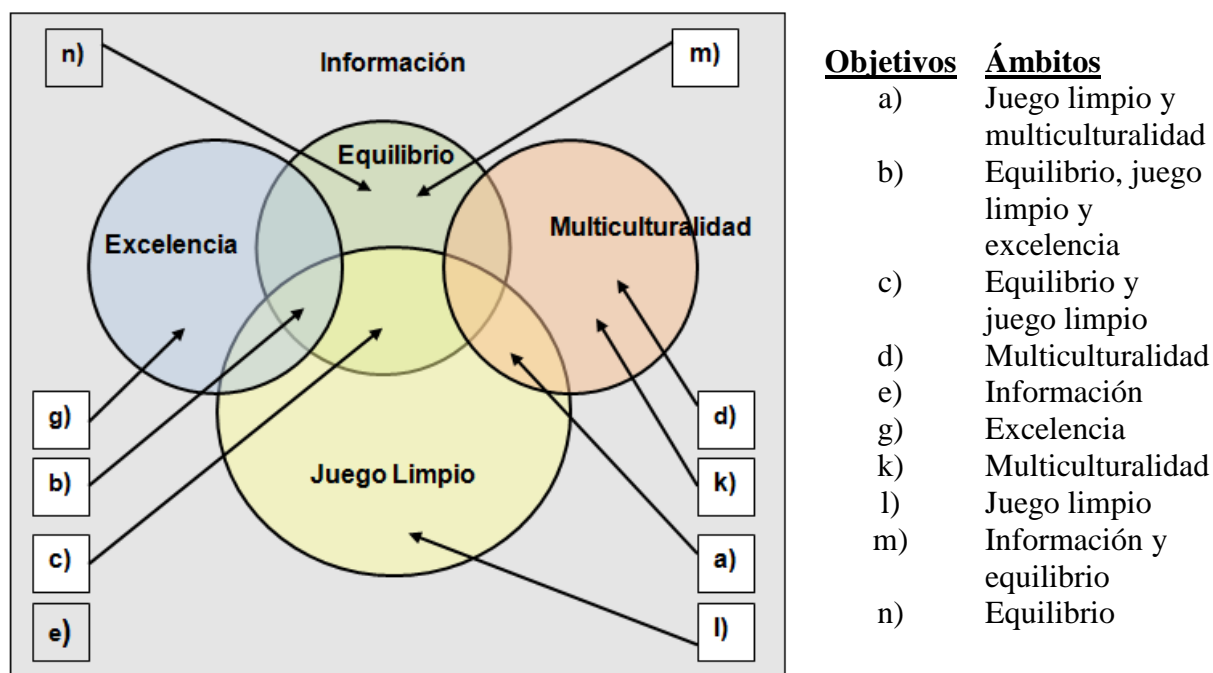 n)
Información
m)
Equilibrio
Multiculturalidad
Excelencia
g)
d)
b)
Juego Limpio
k)
c)
a)
e)
l)
Objetivos Ámbitos
a) Juego limpio y
multiculturalidad
b) Equilibrio, juego
limpio y
excelencia
c) Equilibrio y
juego limpio
d) Multiculturalidad
e) Información
g) Excelencia
k) Multiculturalidad
l) Juego limpio
m) Información y
equilibrio
n) Equilibrio